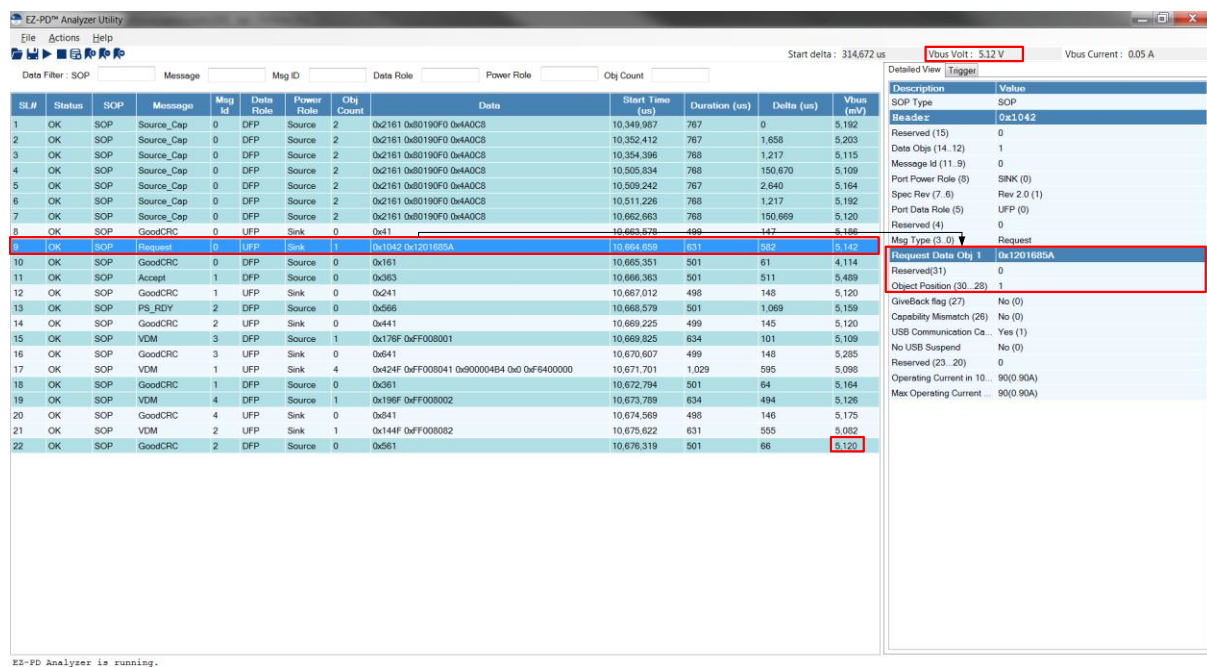 EZ-PD™ Analyzer Utility
File Actions Help
Start delta : 314,672 us Vbus Volt : 5.12 V Vbus Current : 0.05 A
Data Filter : SOP Message Msg ID Data Role Power Role Obj Count
Detailed View Trigger
SL# Status SOP Message Msg Id Data Role Power Role Obj Count Data Start Time (us) Duration (us) Delta (us) Vbus (mV)
1 OK SOP Source_Cap 0 DFP Source 2 0x2161 0x80190F0 0x4A0C8 10,349,987 767 0 5,192
2 OK SOP Source_Cap 0 DFP Source 2 0x2161 0x80190F0 0x4A0C8 10,352,412 767 1,658 5,203
3 OK SOP Source_Cap 0 DFP Source 2 0x2161 0x80190F0 0x4A0C8 10,354,396 768 1,217 5,115
4 OK SOP Source_Cap 0 DFP Source 2 0x2161 0x80190F0 0x4A0C8 10,505,834 768 150,670 5,109
5 OK SOP Source_Cap 0 DFP Source 2 0x2161 0x80190F0 0x4A0C8 10,509,242 767 2,640 5,164
6 OK SOP Source_Cap 0 DFP Source 2 0x2161 0x80190F0 0x4A0C8 10,511,226 768 1,217 5,192
7 OK SOP Source_Cap 0 DFP Source 2 0x2161 0x80190F0 0x4A0C8 10,662,663 768 150,669 5,120
8 OK SOP GoodCRC 0 UFP Sink 0 0x41 10,663,578 499 147 5,186
9 OK SOP Request 0 UFP Sink 1 0x1042 0x1201685A 10,664,659 631 582 5,142
10 OK SOP GoodCRC 0 DFP Source 0 0x161 10,665,351 501 61 4,114
11 OK SOP Accept 1 DFP Source 0 0x363 10,666,363 501 511 5,489
12 OK SOP GoodCRC 1 UFP Sink 0 0x241 10,667,012 498 148 5,120
13 OK SOP PS_RDY 2 DFP Source 0 0x566 10,668,579 501 1,069 5,159
14 OK SOP GoodCRC 2 UFP Sink 0 0x441 10,669,225 499 145 5,120
15 OK SOP VDM 3 DFP Source 1 0x176F 0xFF008001 10,669,825 634 101 5,109
16 OK SOP GoodCRC 3 UFP Sink 0 0x641 10,670,607 499 148 5,285
17 OK SOP VDM 1 UFP Sink 4 0x424F 0xFF008041 0x900004B4 0x0 0xF6400000 10,671,701 1,029 595 5,098
18 OK SOP GoodCRC 1 DFP Source 0 0x361 10,672,794 501 64 5,164
19 OK SOP VDM 4 DFP Source 1 0x196F 0xFF008002 10,673,198 634 494 5,126
20 OK SOP GoodCRC 4 UFP Sink 0 0x841 10,674,569 498 146 5,175
21 OK SOP VDM 2 UFP Sink 1 0x144F 0xFF008082 10,675,622 631 555 5,082
22 OK SOP GoodCRC 2 DFP Source 0 0x561 10,676,319 501 66 5,120
Description Value
SOP Type SOP
Header 0x1042
Reserved (15) 0
Data Objs (14..12) 1
Message Id (11..9) 0
Port Power Role (8) SINK (0)
Spec Rev (7..6) Rev 2.0 (1)
Port Data Role (5) UFP (0)
Reserved (4) 0
Msg Type (3..0) Request
Request Data Obj 1 0x1201685A
Reserved(31) 0
Object Position (30...28) 1
GiveBack flag (27) No (0)
Capability Mismatch (26) No (0)
USB Communication Ca... Yes (1)
No USB Suspend No (0)
Reserved (23...20) 0
Operating Current in 10... 90(0.90A)
Max Operating Current ... 90(0.90A)
EZ-PD Analyzer is running.